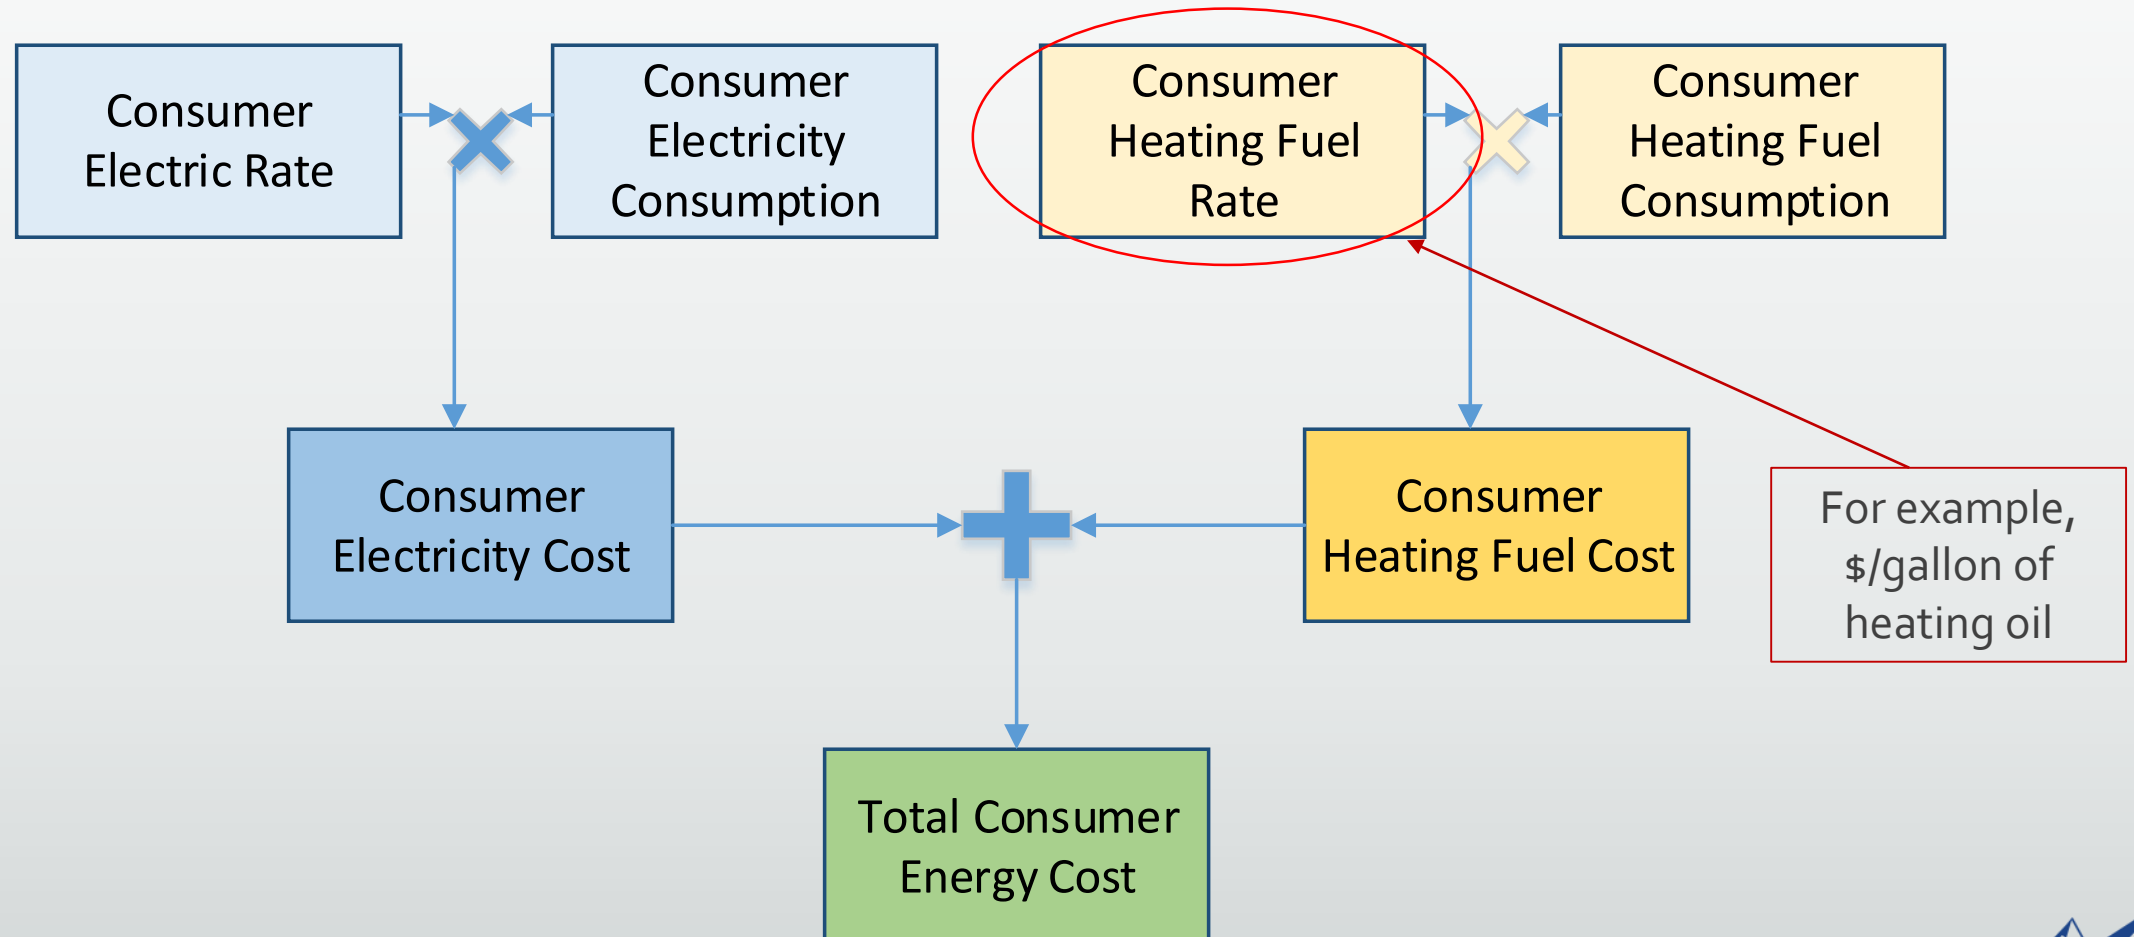 Consumer
Electric Rate
Consumer
Electricity
Consumption
Consumer
Heating Fuel
Rate
Consumer
Heating Fuel
Consumption
Consumer
Electricity Cost
Consumer
Heating Fuel Cost
For example,
$/gallon of
heating oil
Total Consumer
Energy Cost